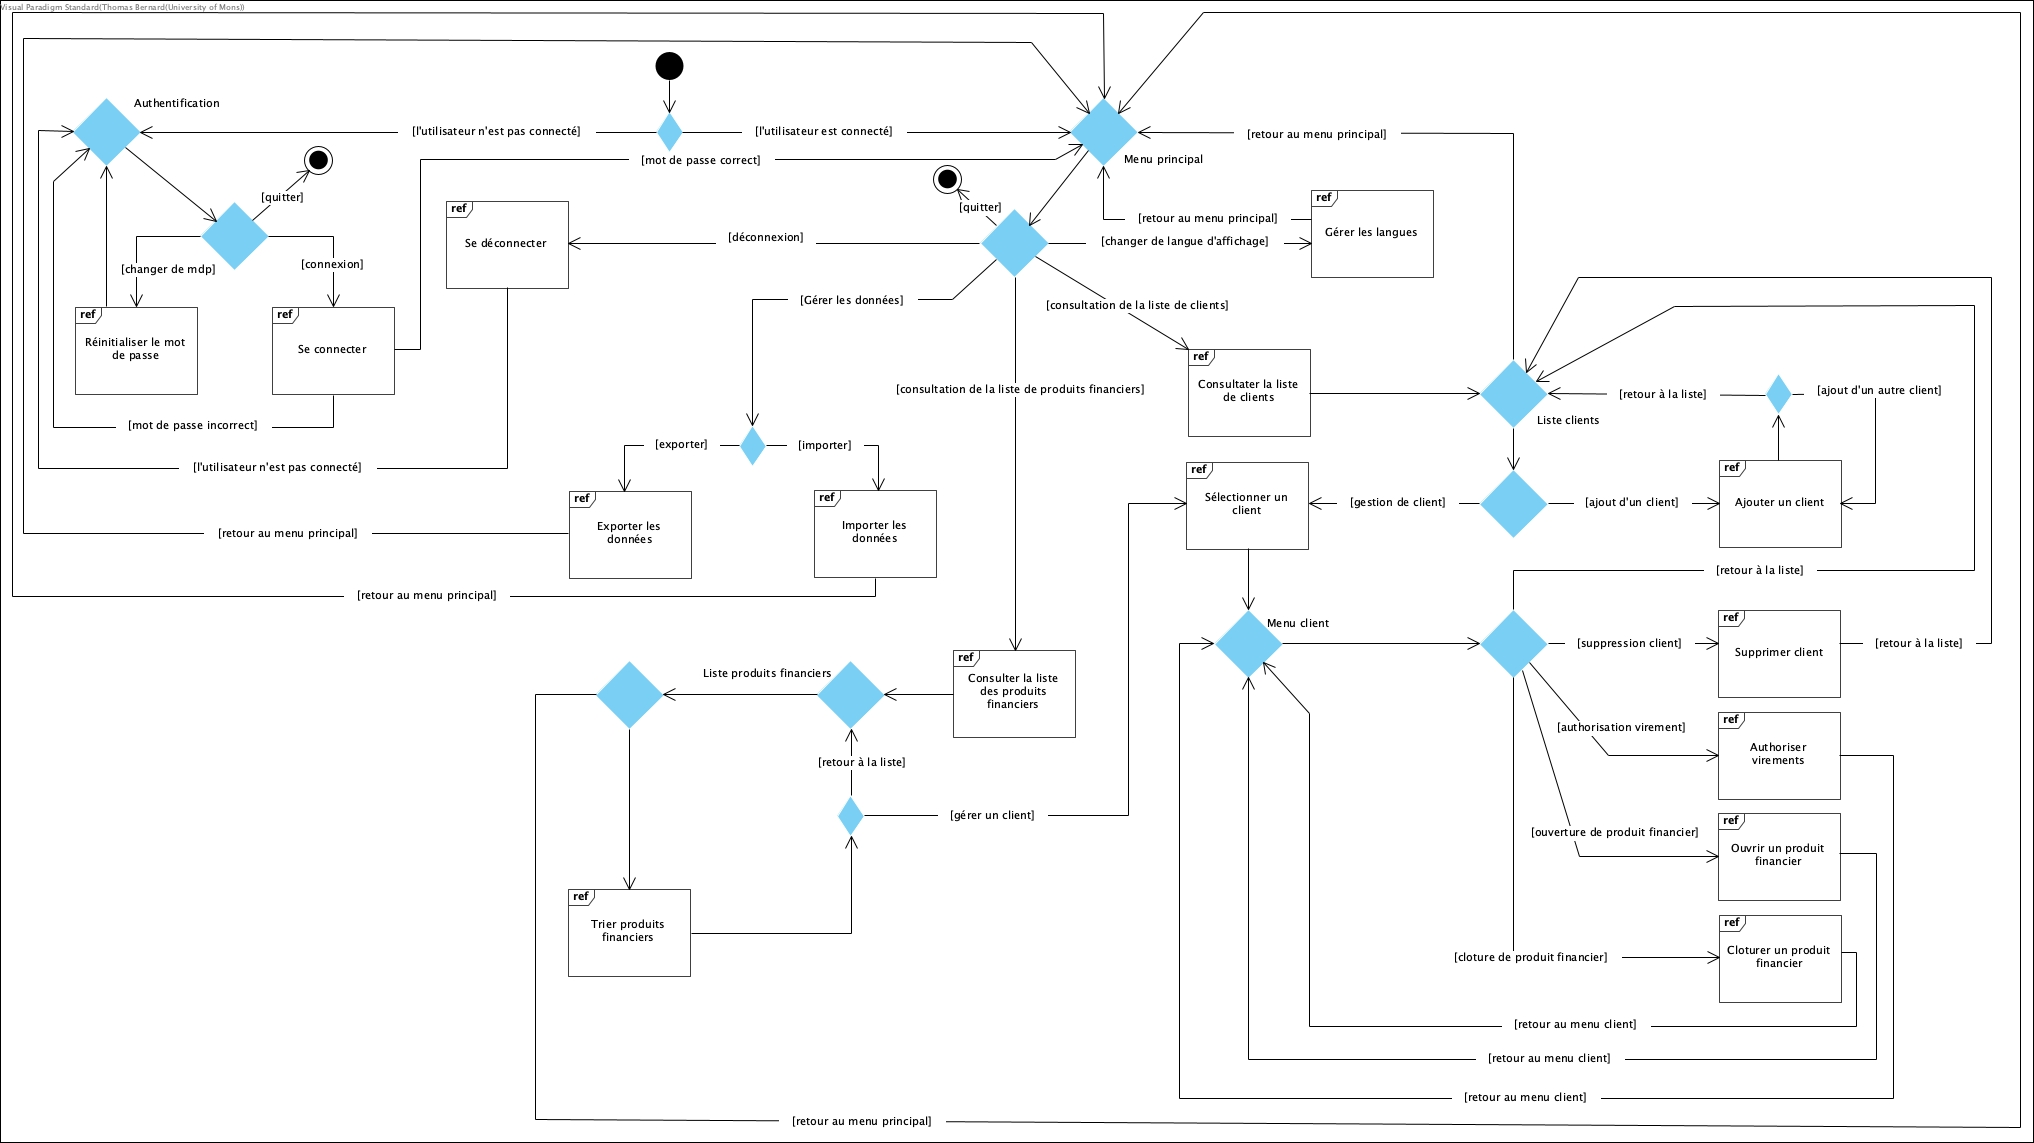 Visual Paradigm Standard(Thomas Bernard(University of Mons))
Authentification
[l'utilisateur n'est pas connecté]
[l'utilisateur est connecté]
[retour au menu principal]
[mot de passe correct]
Menu principal
[quitter]
[quitter]
ref
Se déconnecter
[déconnexion]
[retour au menu principal]
[changer de langue d'affichage]
ref
Gérer les langues
[changer de mdp]
[connexion]
[Gérer les données]
[consultation de la liste de clients]
ref
Réinitialiser le mot
de passe
ref
Se connecter
ref
Consultater la liste
de clients
[consultation de la liste de produits financiers]
[retour à la liste]
[ajout d'un autre client]
Liste clients
[mot de passe incorrect]
[exporter]
[importer]
[l'utilisateur n'est pas connecté]
ref
Sélectionner un
client
[gestion de client]
[ajout d'un client]
ref
Ajouter un client
ref
Exporter les
données
ref
Importer les
données
[retour au menu principal]
[retour à la liste]
[retour au menu principal]
Menu client
[suppression client]
ref
Supprimer client
[retour à la liste]
Liste produits financiers
ref
Consulter la liste
des produits
financiers
[authorisation virement]
ref
Authoriser
virements
[retour à la liste]
[gérer un client]
[ouverture de produit financier]
ref
Ouvrir un produit
financier
ref
Trier produits
financiers
[cloture de produit financier]
ref
Cloturer un produit
financier
[retour au menu client]
[retour au menu client]
[retour au menu client]
[retour au menu principal]